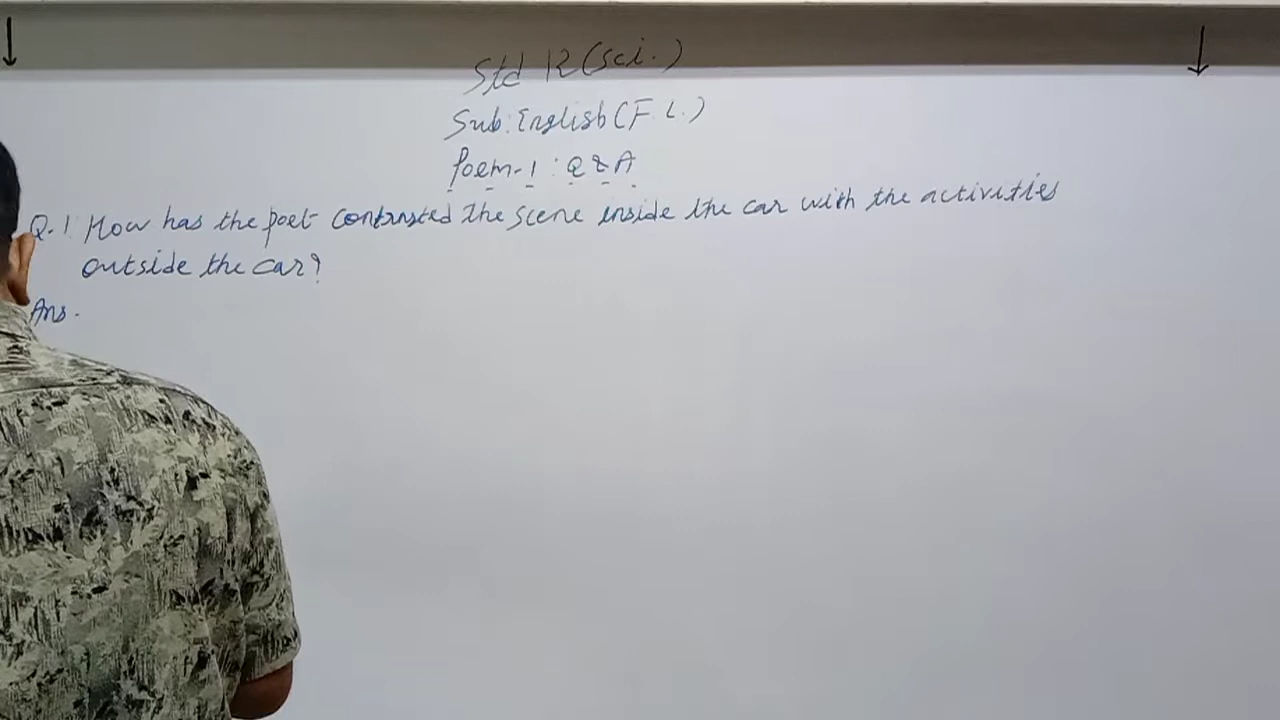 Std 12 (Sci.)
Sub: English (F.L.)
Poem-1 : Q & A
Q.1 How has the poet contrasted the scene inside the car with the activities
outside the car?
Ans.